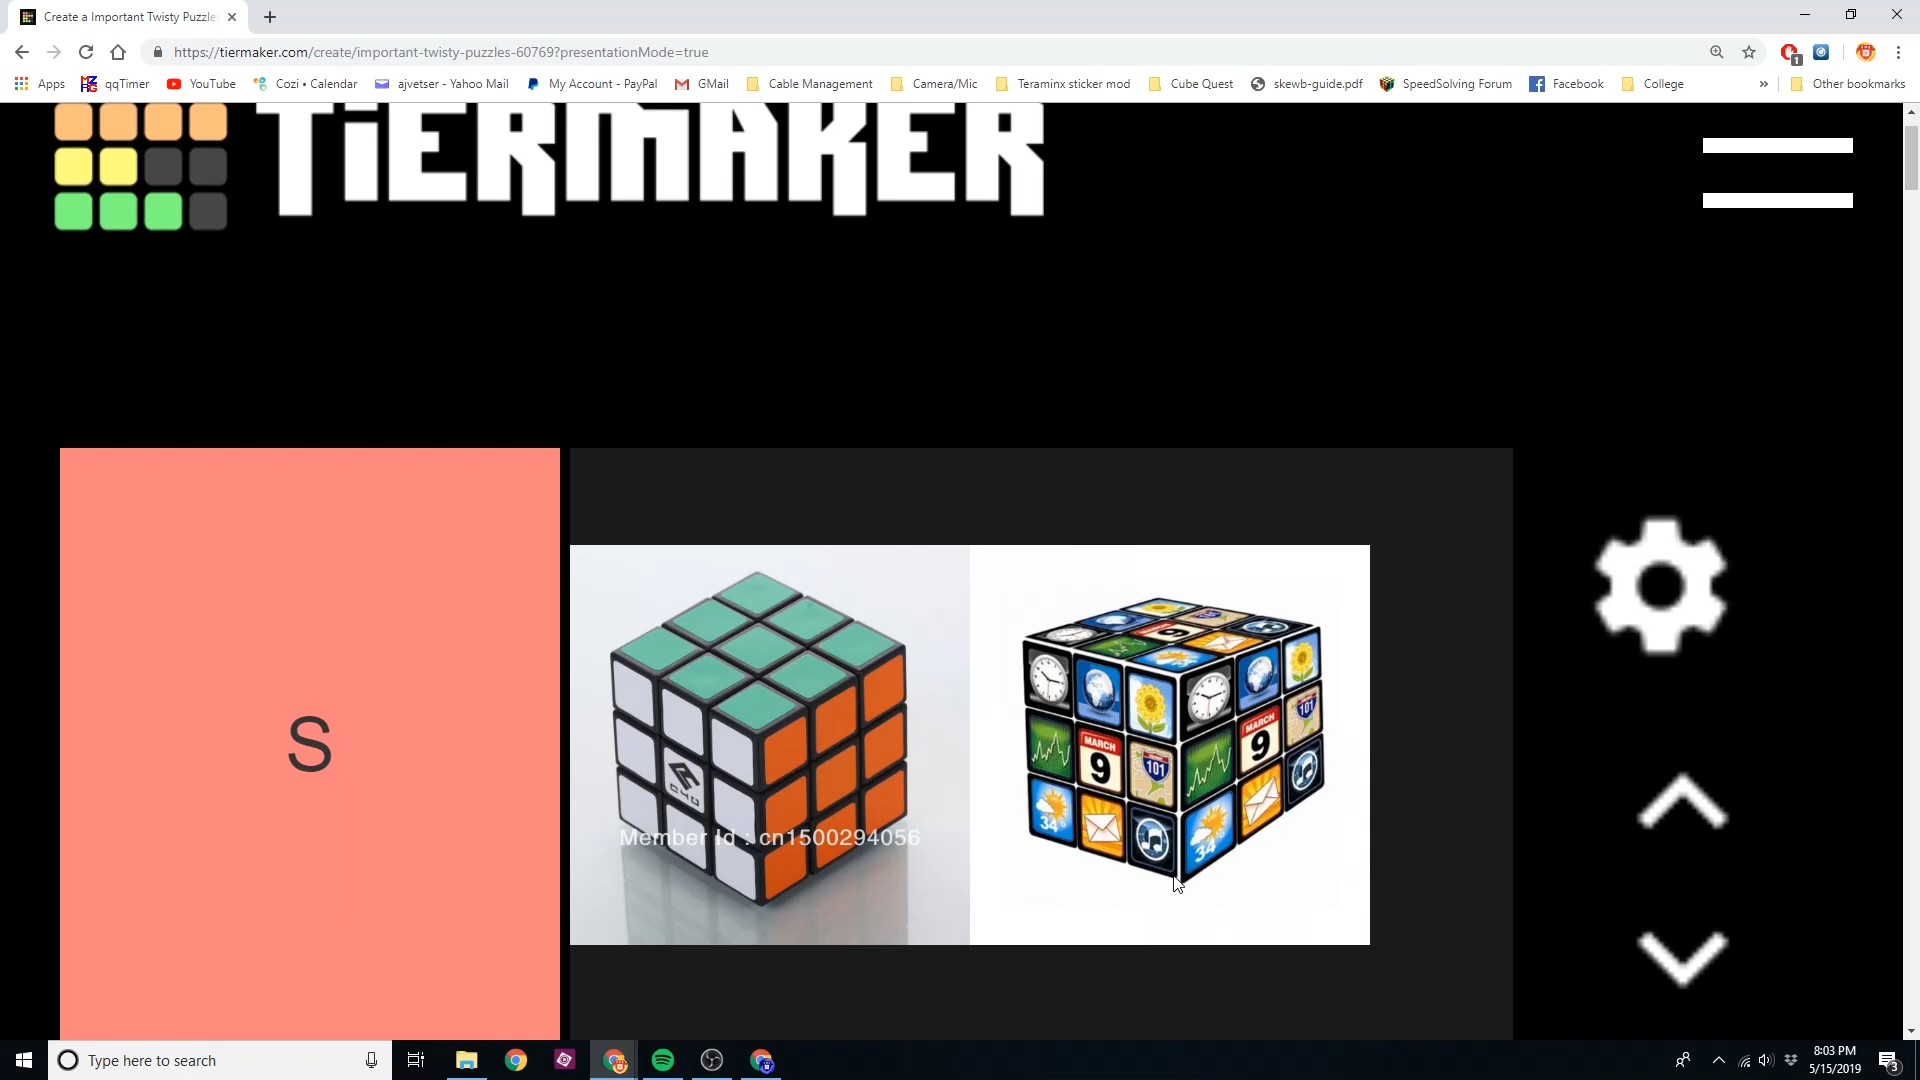 Create a Important Twisty Puzzle
https://tiermaker.com/create/important-twisty-puzzles-60769?presentationMode=true
1
Apps
qqTimer
YouTube
Cozi • Calendar
ajvetser - Yahoo Mail
My Account - PayPal
GMail
Cable Management
Camera/Mic
Teraminx sticker mod
Cube Quest
skewb-guide.pdf
SpeedSolving Forum
Facebook
College
»
Other bookmarks
TiERMAKER
S
Member Id : cn1500294056
9
MARCH
9
101
34°
MARCH
9
101
34
Type here to search
8:03 PM
5/15/2019
3